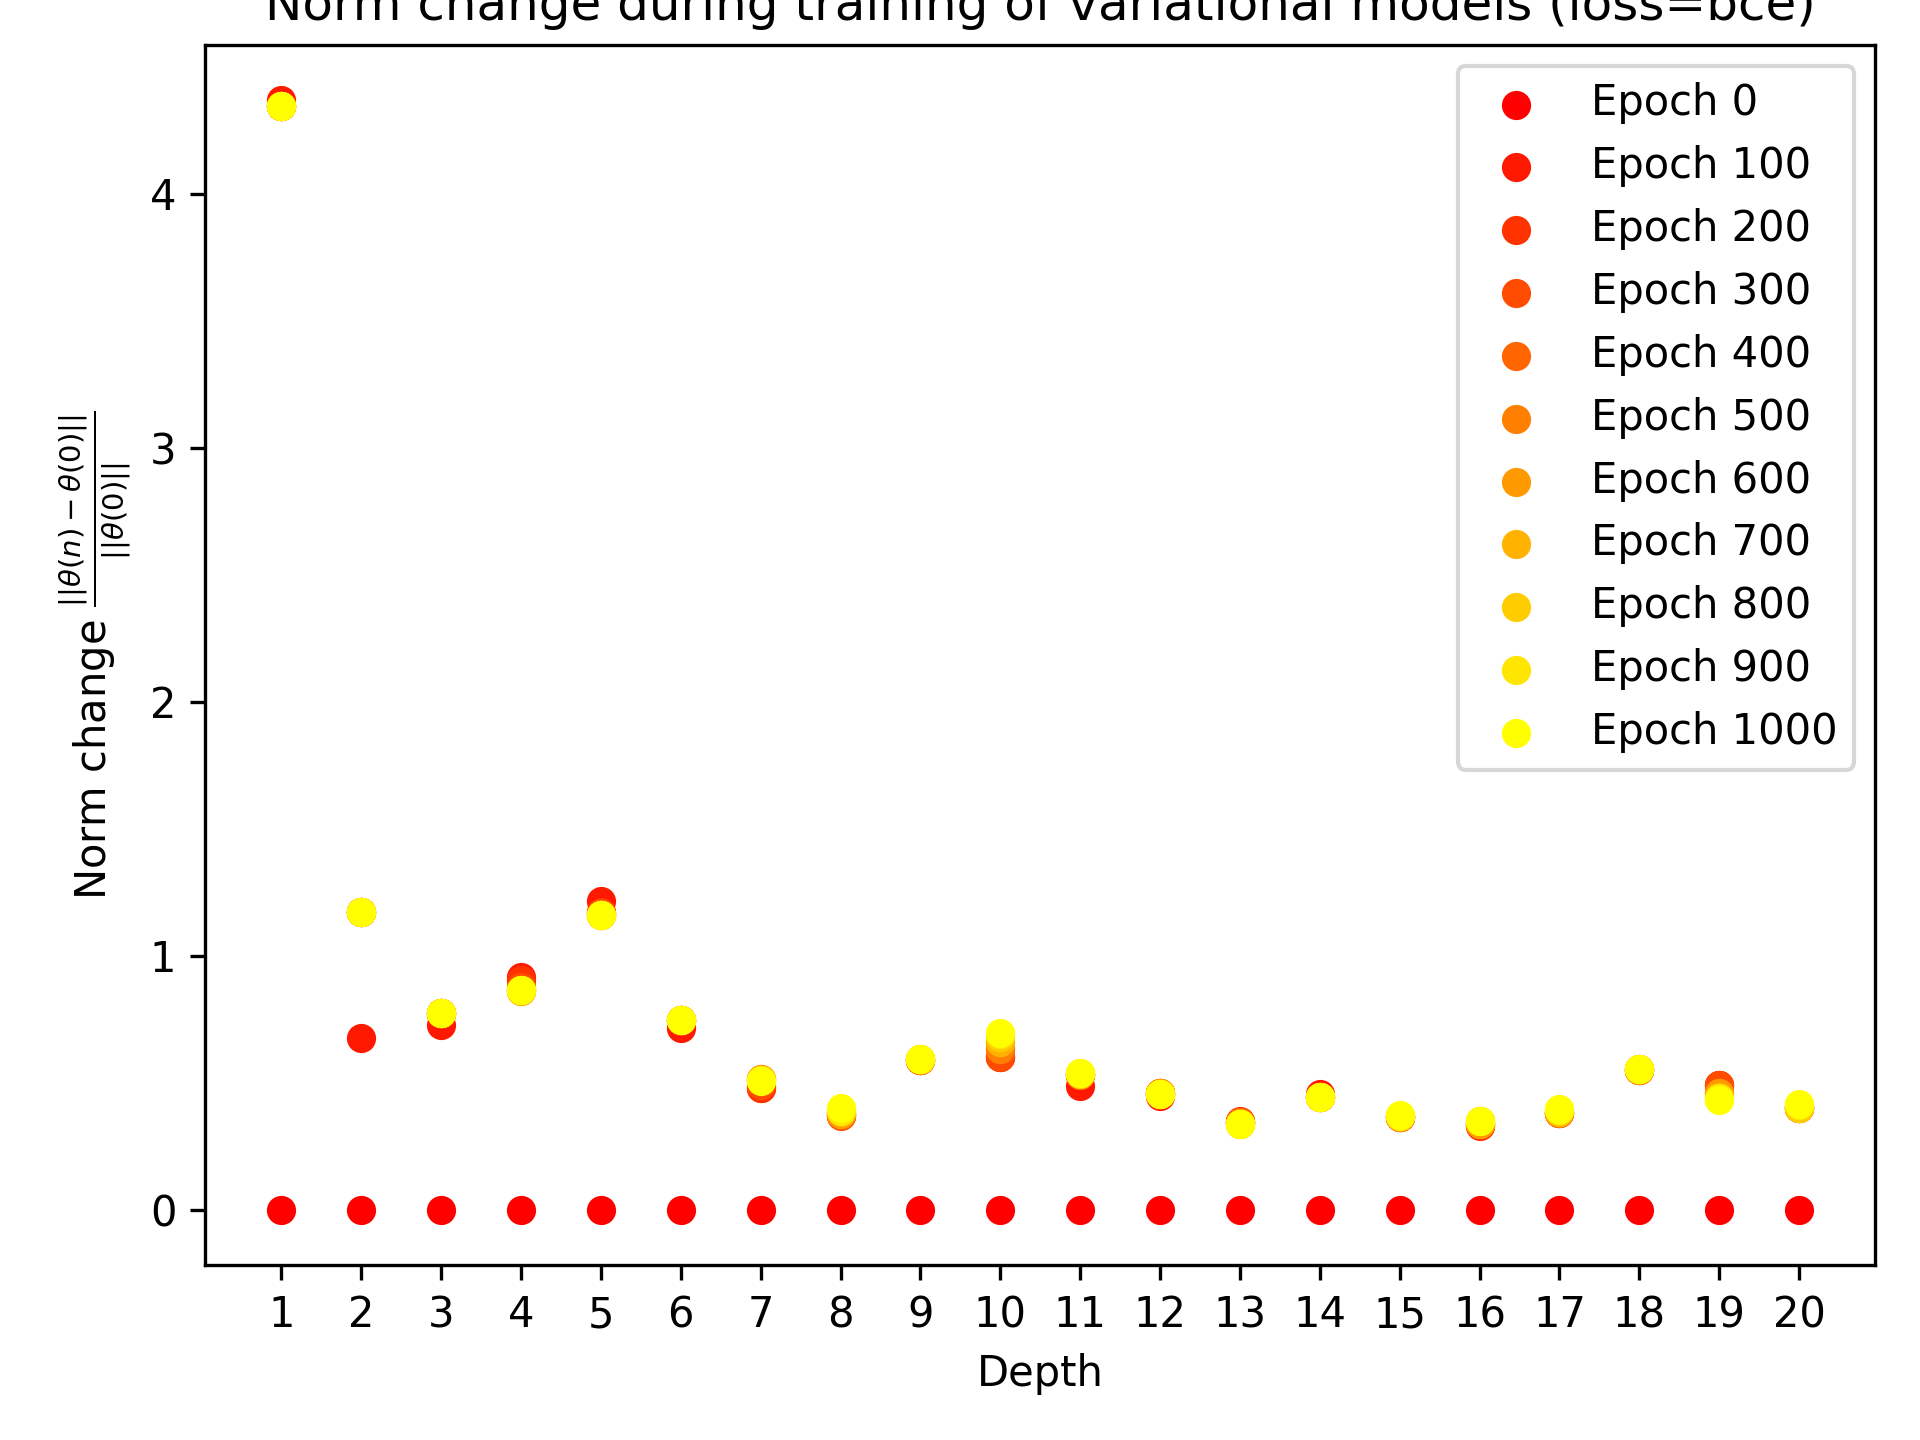 Norm change during training of variational models (loss=bce)
Norm change ||θ(n) − θ(0)|| / ||θ(0)||
4
3
2
1
0
Epoch 0
Epoch 100
Epoch 200
Epoch 300
Epoch 400
Epoch 500
Epoch 600
Epoch 700
Epoch 800
Epoch 900
Epoch 1000
1 2 3 4 5 6 7 8 9 10 11 12 13 14 15 16 17 18 19 20
Depth